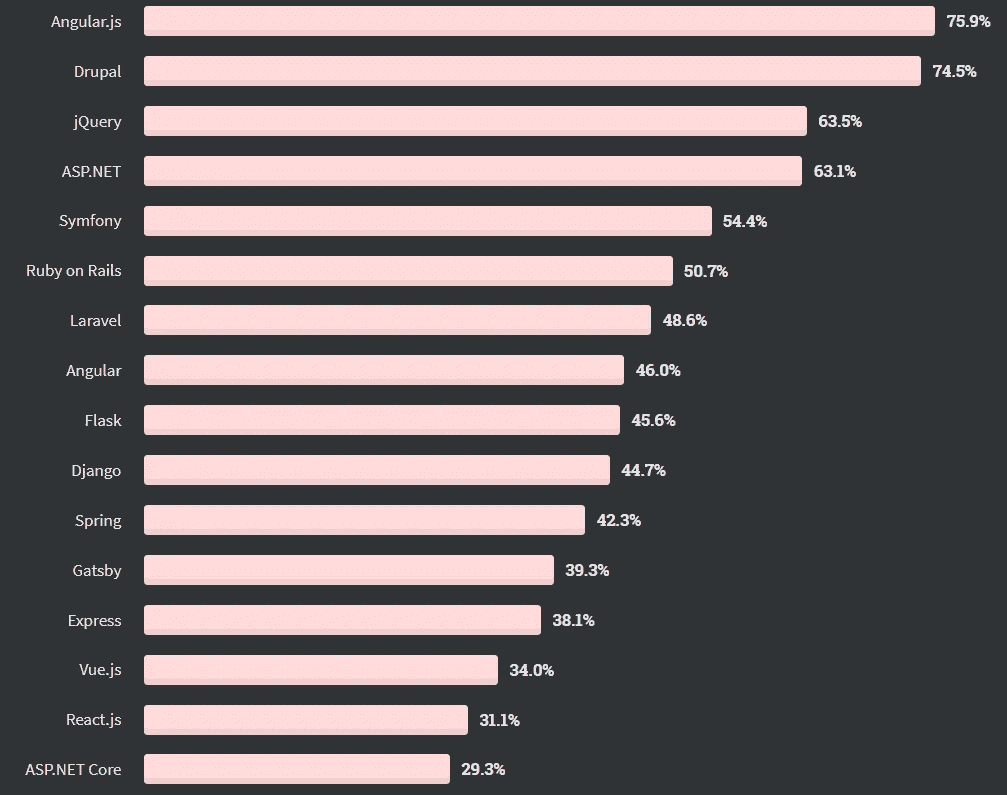 Angular.js 75.9%
Drupal 74.5%
jQuery 63.5%
ASP.NET 63.1%
Symfony 54.4%
Ruby on Rails 50.7%
Laravel 48.6%
Angular 46.0%
Flask 45.6%
Django 44.7%
Spring 42.3%
Gatsby 39.3%
Express 38.1%
Vue.js 34.0%
React.js 31.1%
ASP.NET Core 29.3%